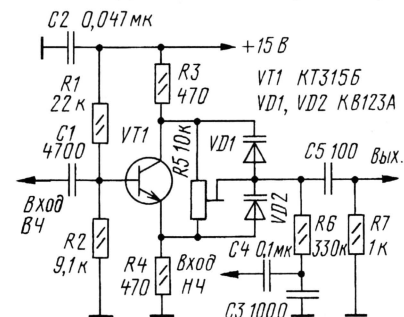 C2 0,047мк
+15 В
R1
22 к
R3
470
VT1 КТ315Б
VD1, VD2 КВ123А
C1
4700
VT1
R5 10к
VD1
C5 100
Вых.
Вход
ВЧ
R2
9,1 к
R4
470
Вход
НЧ
C4 0,1мк
VD2
R6
330к
R7
1 к
C3 1000